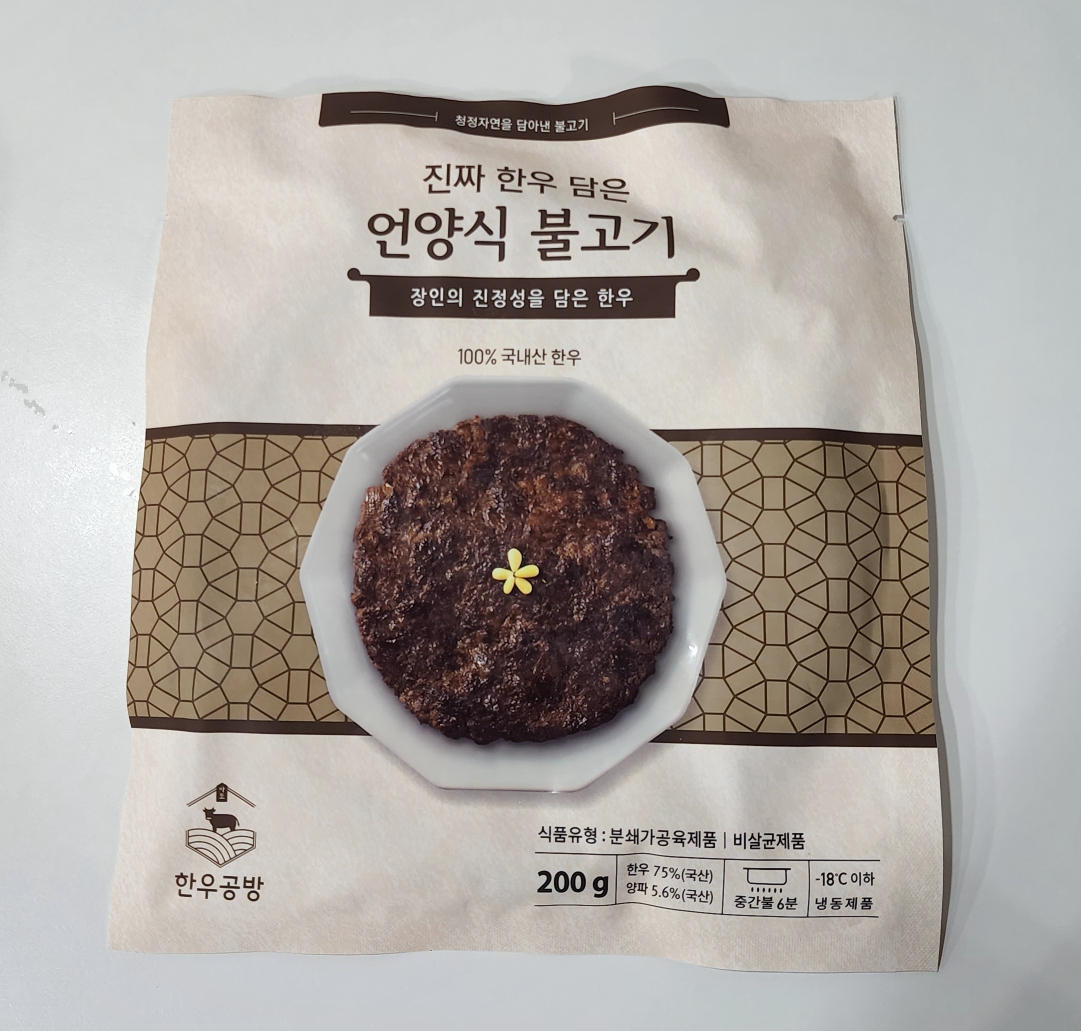 청정자연을 담아낸 불고기
진짜 한우 담은
언양식 불고기
장인의 진정성을 담은 한우
100% 국내산 한우
한우공방
식품유형 : 분쇄가공육제품 | 비살균제품
200 g
한우 75%(국산)
양파 5.6%(국산)
중간불 6분
-18℃ 이하
냉동제품